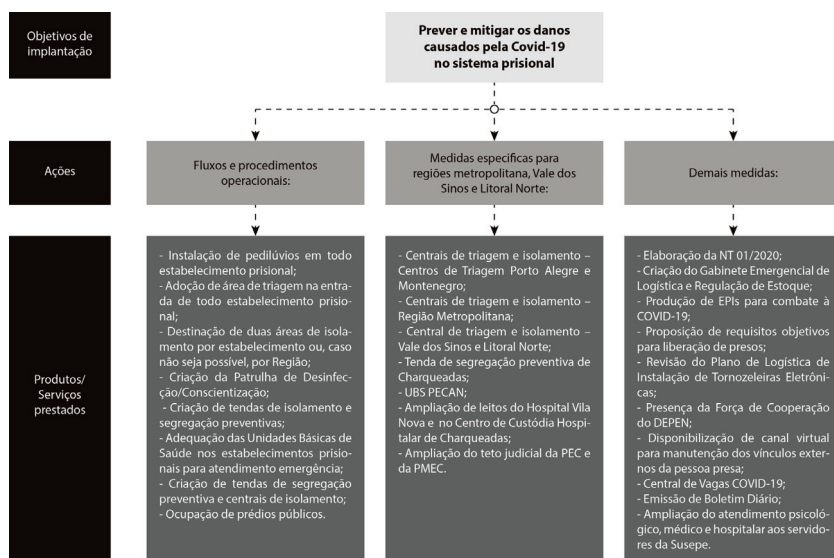 Objetivos de
implantação
Prever e mitigar os danos
causados pela Covid-19
no sistema prisional
Ações
Fluxos e procedimentos
operacionais:
Medidas especificas para
regiões metropolitana, Vale dos
Sinos e Litoral Norte:
Demais medidas:
Produtos/
Serviços
prestados
- Instalação de pedilúvios em todo
estabelecimento prisional;
- Adoção de área de triagem na entra-
da de todo estabelecimento prisio-
nal;
- Destinação de duas áreas de isola-
mento por estabelecimento ou, caso
não seja possível, por Região;
- Criação da Patrulha de Desinfec-
ção/Conscientização;
- Criação de tendas de isolamento e
segregação preventivas;
- Adequação das Unidades Básicas de
Saúde nos estabelecimentos prisio-
nais para atendimento emergência;
- Criação de tendas de segregação
preventiva e centrais de isolamento;
- Ocupação de prédios públicos.
- Centrais de triagem e isolamento –
Centros de Triagem Porto Alegre e
Montenegro;
- Centrais de triagem e isolamento –
Região Metropolitana;
- Central de triagem e isolamento –
Vale dos Sinos e Litoral Norte;
- Tenda de segregação preventiva de
Charqueadas;
- UBS PECAN;
- Ampliação de leitos do Hospital Vila
Nova e no Centro de Custódia Hospi-
talar de Charqueadas;
- Ampliação do teto judicial da PEC e
da PMEC.
- Elaboração da NT 01/2020;
- Criação do Gabinete Emergencial de
Logística e Regulação de Estoque;
- Produção de EPIs para combate à
COVID-19;
- Proposição de requisitos objetivos
para liberação de presos;
- Revisão do Plano de Logística de
Instalação de Tornozeleiras Eletrôni-
cas;
- Presença da Força de Cooperação
do DEPEN;
- Disponibilização de canal virtual
para manutenção dos vínculos exter-
nos da pessoa presa;
- Central de Vagas COVID-19;
- Emissão de Boletim Diário;
- Ampliação do atendimento psicoló-
gico, médico e hospitalar aos servido-
res da Susepe.